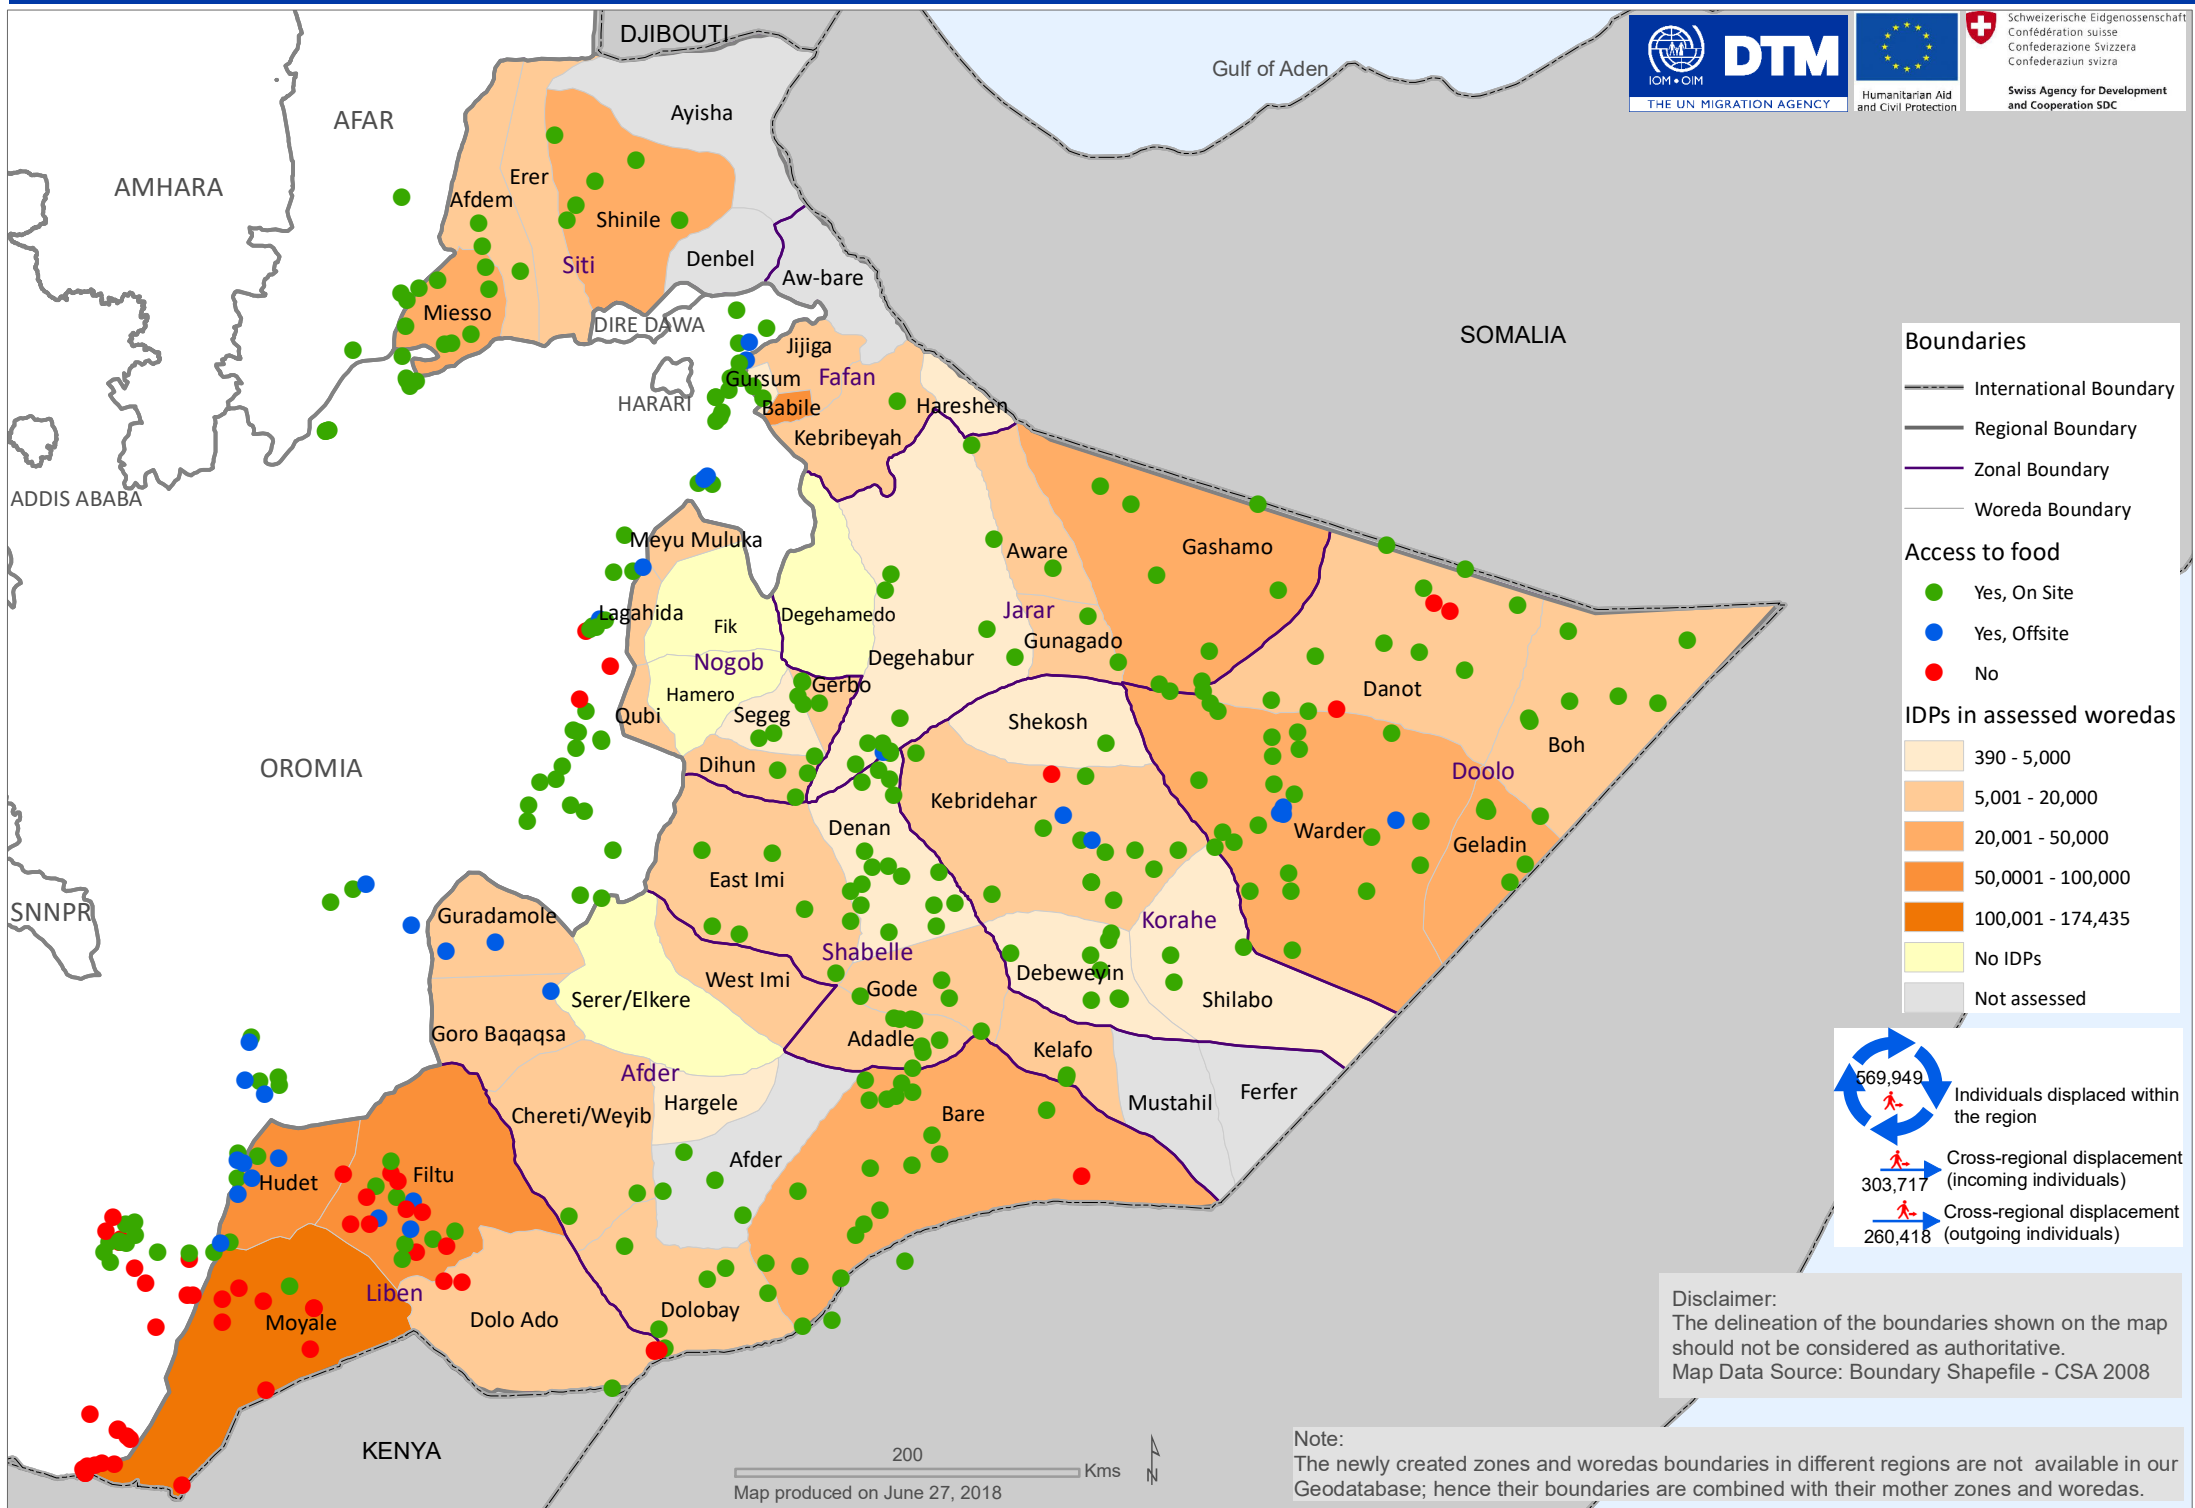 DJIBOUTI
Gulf of Aden
IOM • OIM
DTM
THE UN MIGRATION AGENCY
Humanitarian Aid
and Civil Protection
Schweizerische Eidgenossenschaft
Confédération suisse
Confederazione Svizzera
Confederaziun svizra
Swiss Agency for Development
and Cooperation SDC
AFAR
AMHARA
Ayisha
Erer
Afdem
Shinile
Siti
Denbel
Aw-bare
Miesso
DIRE DAWA
SOMALIA
Jijiga
Gursum
Fafan
HARARI
Babile
Hareshen
Kebribeyah
ADDIS ABABA
Meyu Muluka
Aware
Gashamo
Lagahida
Fik
Degehamedo
Jarar
Gunagado
Nogob
Degehabur
Hamero
Gerbo
Danot
Qubi
Segeg
Shekosh
Boh
OROMIA
Dihun
Doolo
Kebridehar
Denan
Warder
Geladin
East Imi
SNNPR
Guradamole
Korahe
Shabelle
West Imi
Debeweyin
Serer/Elkere
Gode
Shilabo
Goro Baqaqsa
Adadle
Kelafo
Afder
Hargele
Ferfer
Chereti/Weyib
Bare
Mustahil
Afder
Hudet
Filtu
Liben
Moyale
Dolo Ado
Dolobay
KENYA
Boundaries
International Boundary
Regional Boundary
Zonal Boundary
Woreda Boundary
Access to food
Yes, On Site
Yes, Offsite
No
IDPs in assessed woredas
390 - 5,000
5,001 - 20,000
20,001 - 50,000
50,0001 - 100,000
100,001 - 174,435
No IDPs
Not assessed
569,949
Individuals displaced within
the region
303,717
Cross-regional displacement
(incoming individuals)
260,418
Cross-regional displacement
(outgoing individuals)
Disclaimer:
The delineation of the boundaries shown on the map
should not be considered as authoritative.
Map Data Source: Boundary Shapefile - CSA 2008
200
Kms
N
Map produced on June 27, 2018
Note:
The newly created zones and woredas boundaries in different regions are not available in our
Geodatabase; hence their boundaries are combined with their mother zones and woredas.